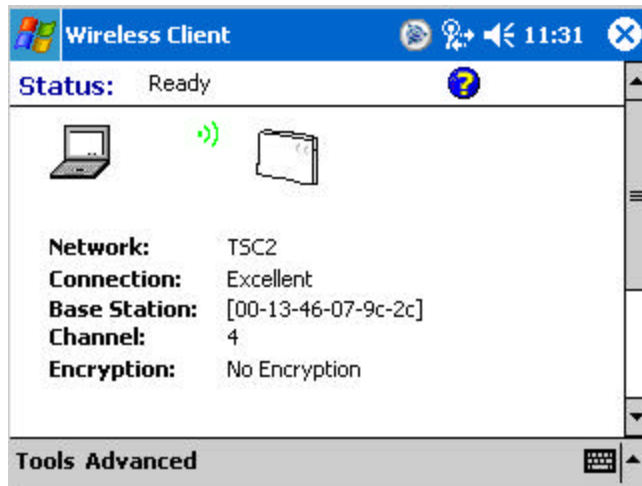 Wireless Client 11:31
Status: Ready
Network: TSC2
Connection: Excellent
Base Station: [00-13-46-07-9c-2c]
Channel: 4
Encryption: No Encryption
Tools Advanced